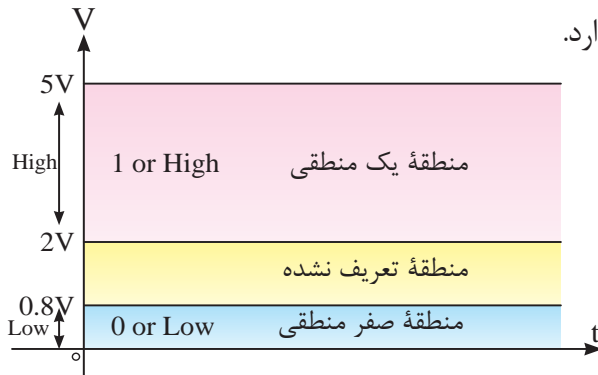 V
ارد.
5V
High
1 or High منطقهٔ یک منطقی
2V
منطقهٔ تعریف نشده
0.8V
Low
0 or Low منطقهٔ صفر منطقی
t
o